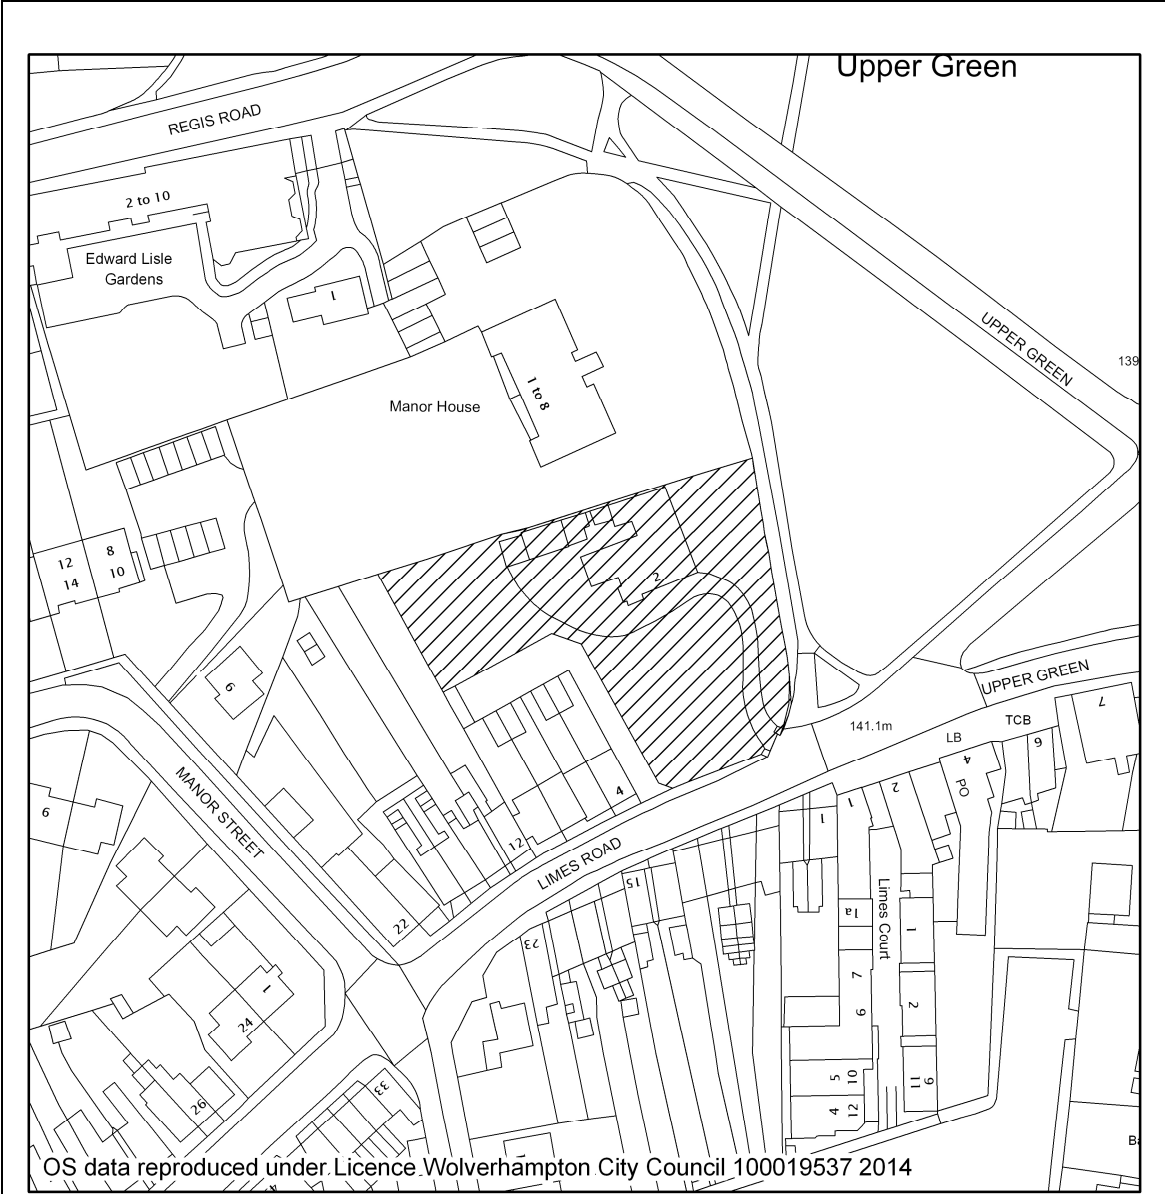 Upper Green
REGIS ROAD
2 to 10
Edward Lisle
Gardens
1
UPPER GREEN
139
1 to 8
Manor House
12
8
14
10
2
9
UPPER GREEN
7
TCB
141.1m
LB
9
4
PO
2
MANOR STREET
6
4
1
1
12
LIMES ROAD
15
Limes Court
1a
1
22
23
7
2
6
1
24
5
10
9
11
33
26
4
12
OS data reproduced under Licence Wolverhampton City Council 100019537 2014